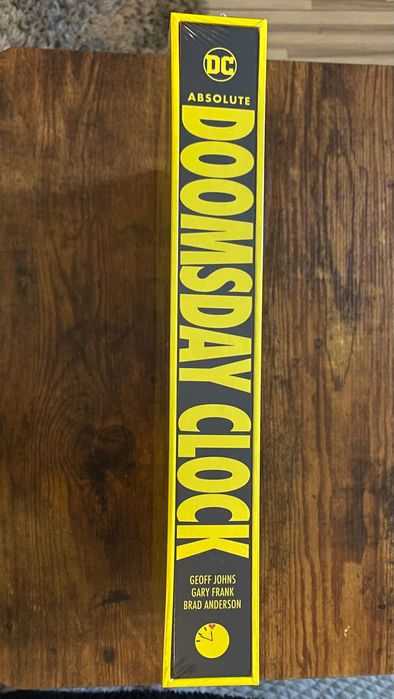 DC
ABSOLUTE
DOOMSDAY CLOCK
GEOFF JOHNS
GARY FRANK
BRAD ANDERSON